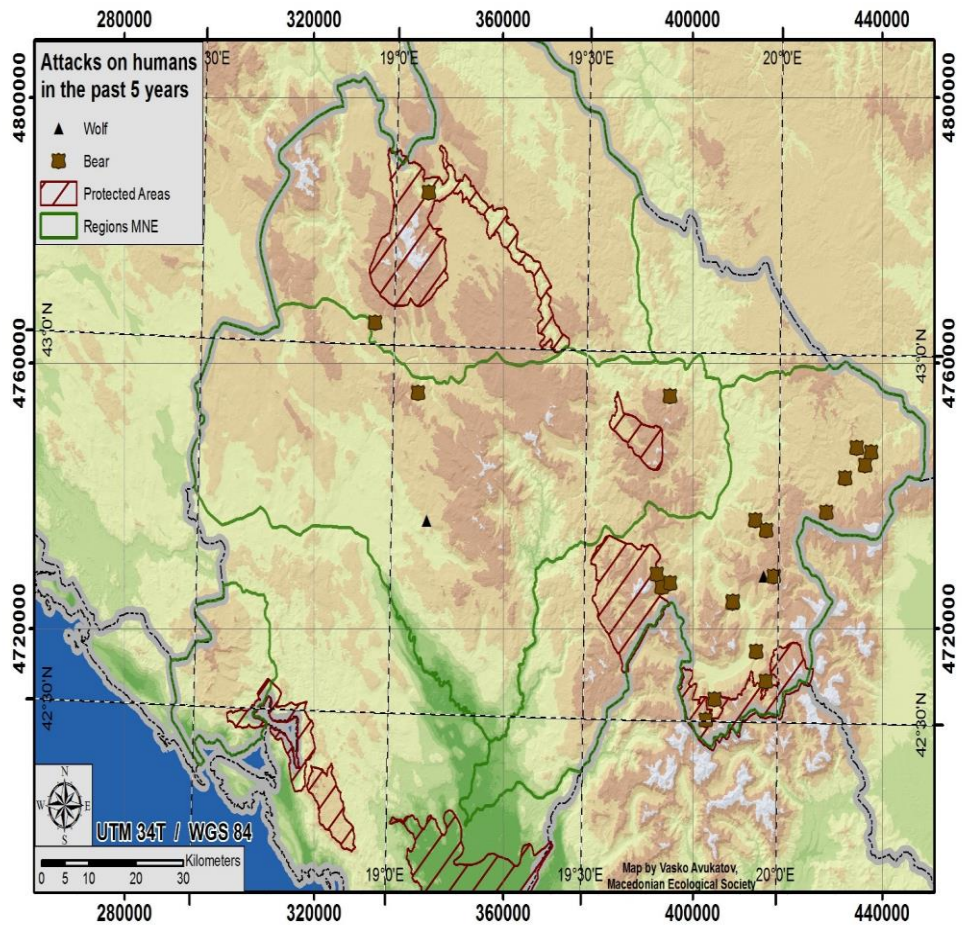 280000 320000 360000 400000 440000
Attacks on humans
in the past 5 years
Wolf
Bear
Protected Areas
Regions MNE
30'E
19°0'E
19°30'E
20°0'E
4800000
4800000
43°0'N
43°0'N
4760000
4760000
4720000
4720000
42°30'N
42°30'N
N
W E
S
UTM 34T / WGS 84
Kilometers
0 5 10 20 30
19°0'E
19°30'E
20°0'E
Map by Vasko Avukatov,
Macedonian Ecological Society
280000 320000 360000 400000 440000